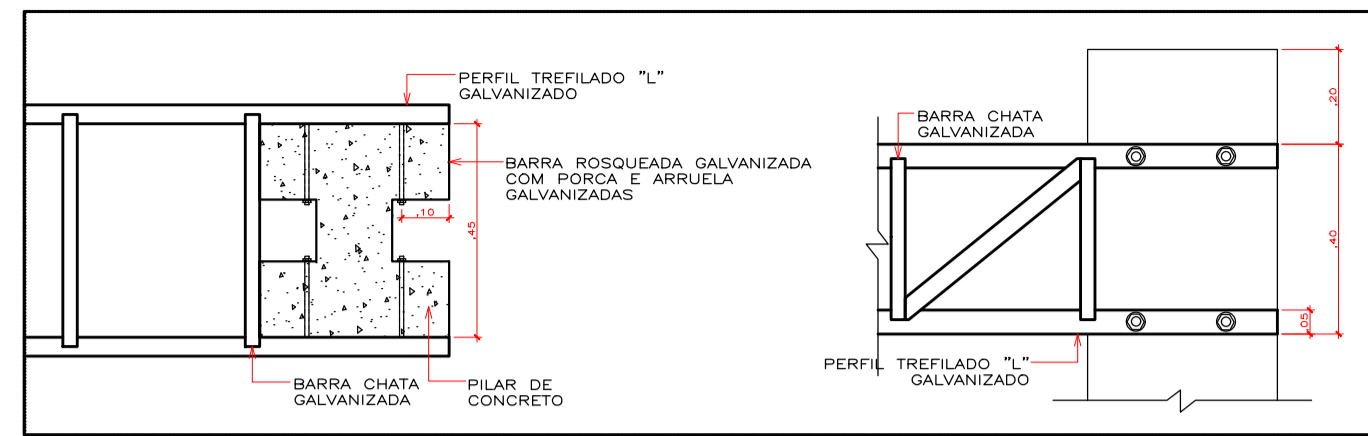 PERFIL TREFILADO "L"
GALVANIZADO
BARRA ROSQUEADA GALVANIZADA
COM PORCA E ARRUELA
GALVANIZADAS
,10
,45
BARRA CHATA
GALVANIZADA
PILAR DE
CONCRETO
BARRA CHATA
GALVANIZADA
,20
,40
,05
PERFIL TREFILADO "L"
GALVANIZADO